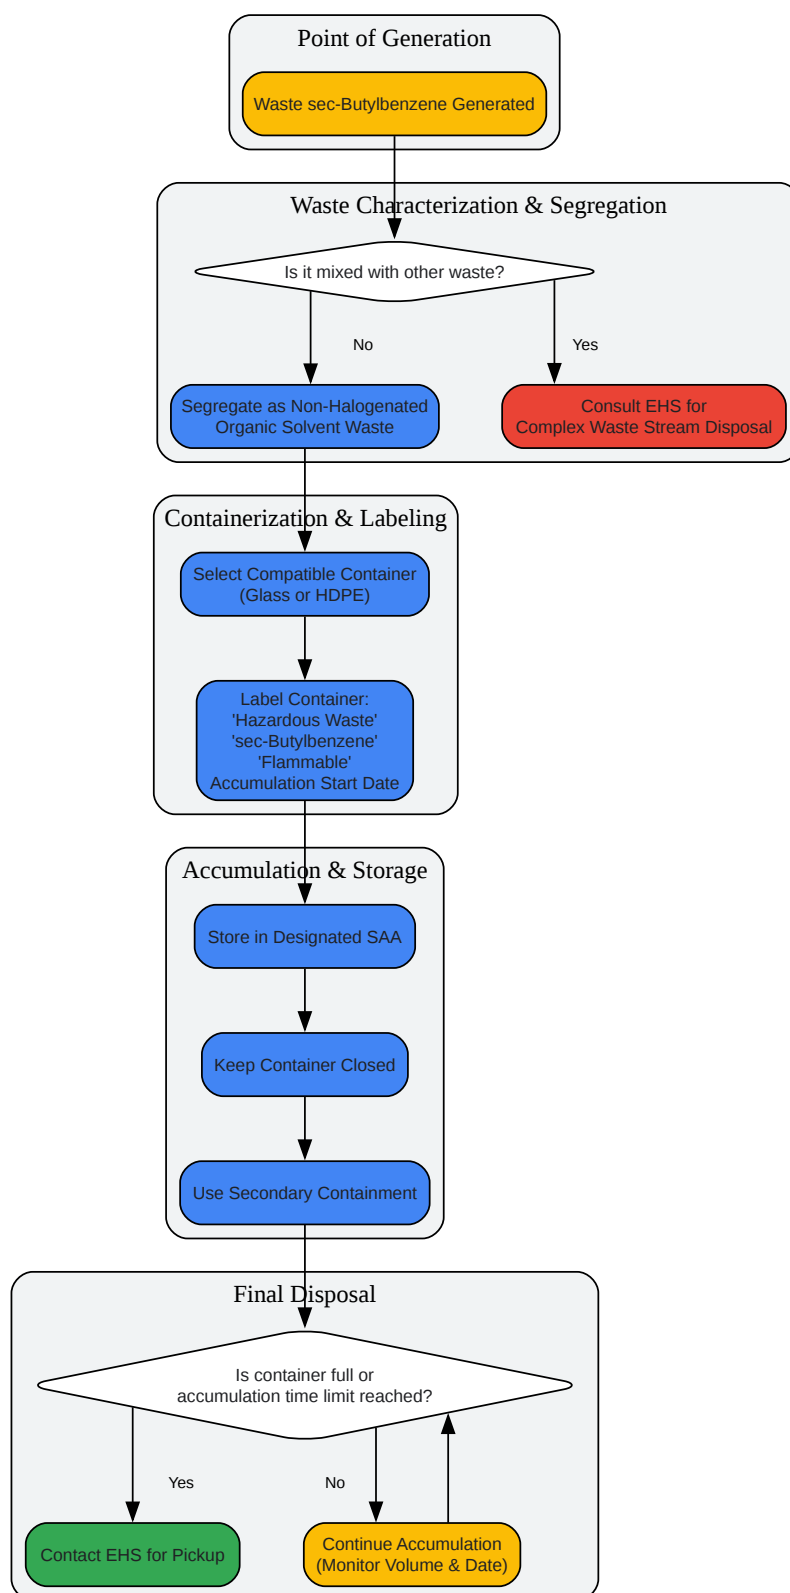 Point of Generation
Waste sec-Butylbenzene Generated
Waste Characterization & Segregation
Is it mixed with other waste?
No
Yes
Segregate as Non-Halogenated
Organic Solvent Waste
Consult EHS for
Complex Waste Stream Disposal
Containerization & Labeling
Select Compatible Container
(Glass or HDPE)
Label Container:
'Hazardous Waste'
'sec-Butylbenzene'
'Flammable'
Accumulation Start Date
Accumulation & Storage
Store in Designated SAA
Keep Container Closed
Use Secondary Containment
Final Disposal
Is container full or
accumulation time limit reached?
Yes
No
Contact EHS for Pickup
Continue Accumulation
(Monitor Volume & Date)